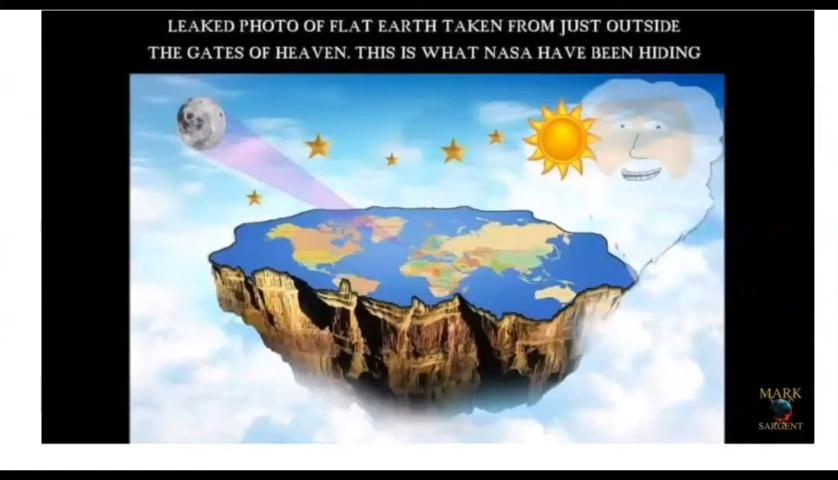 LEAKED PHOTO OF FLAT EARTH TAKEN FROM JUST OUTSIDE
THE GATES OF HEAVEN. THIS IS WHAT NASA HAVE BEEN HIDING
MARK
SARGENT